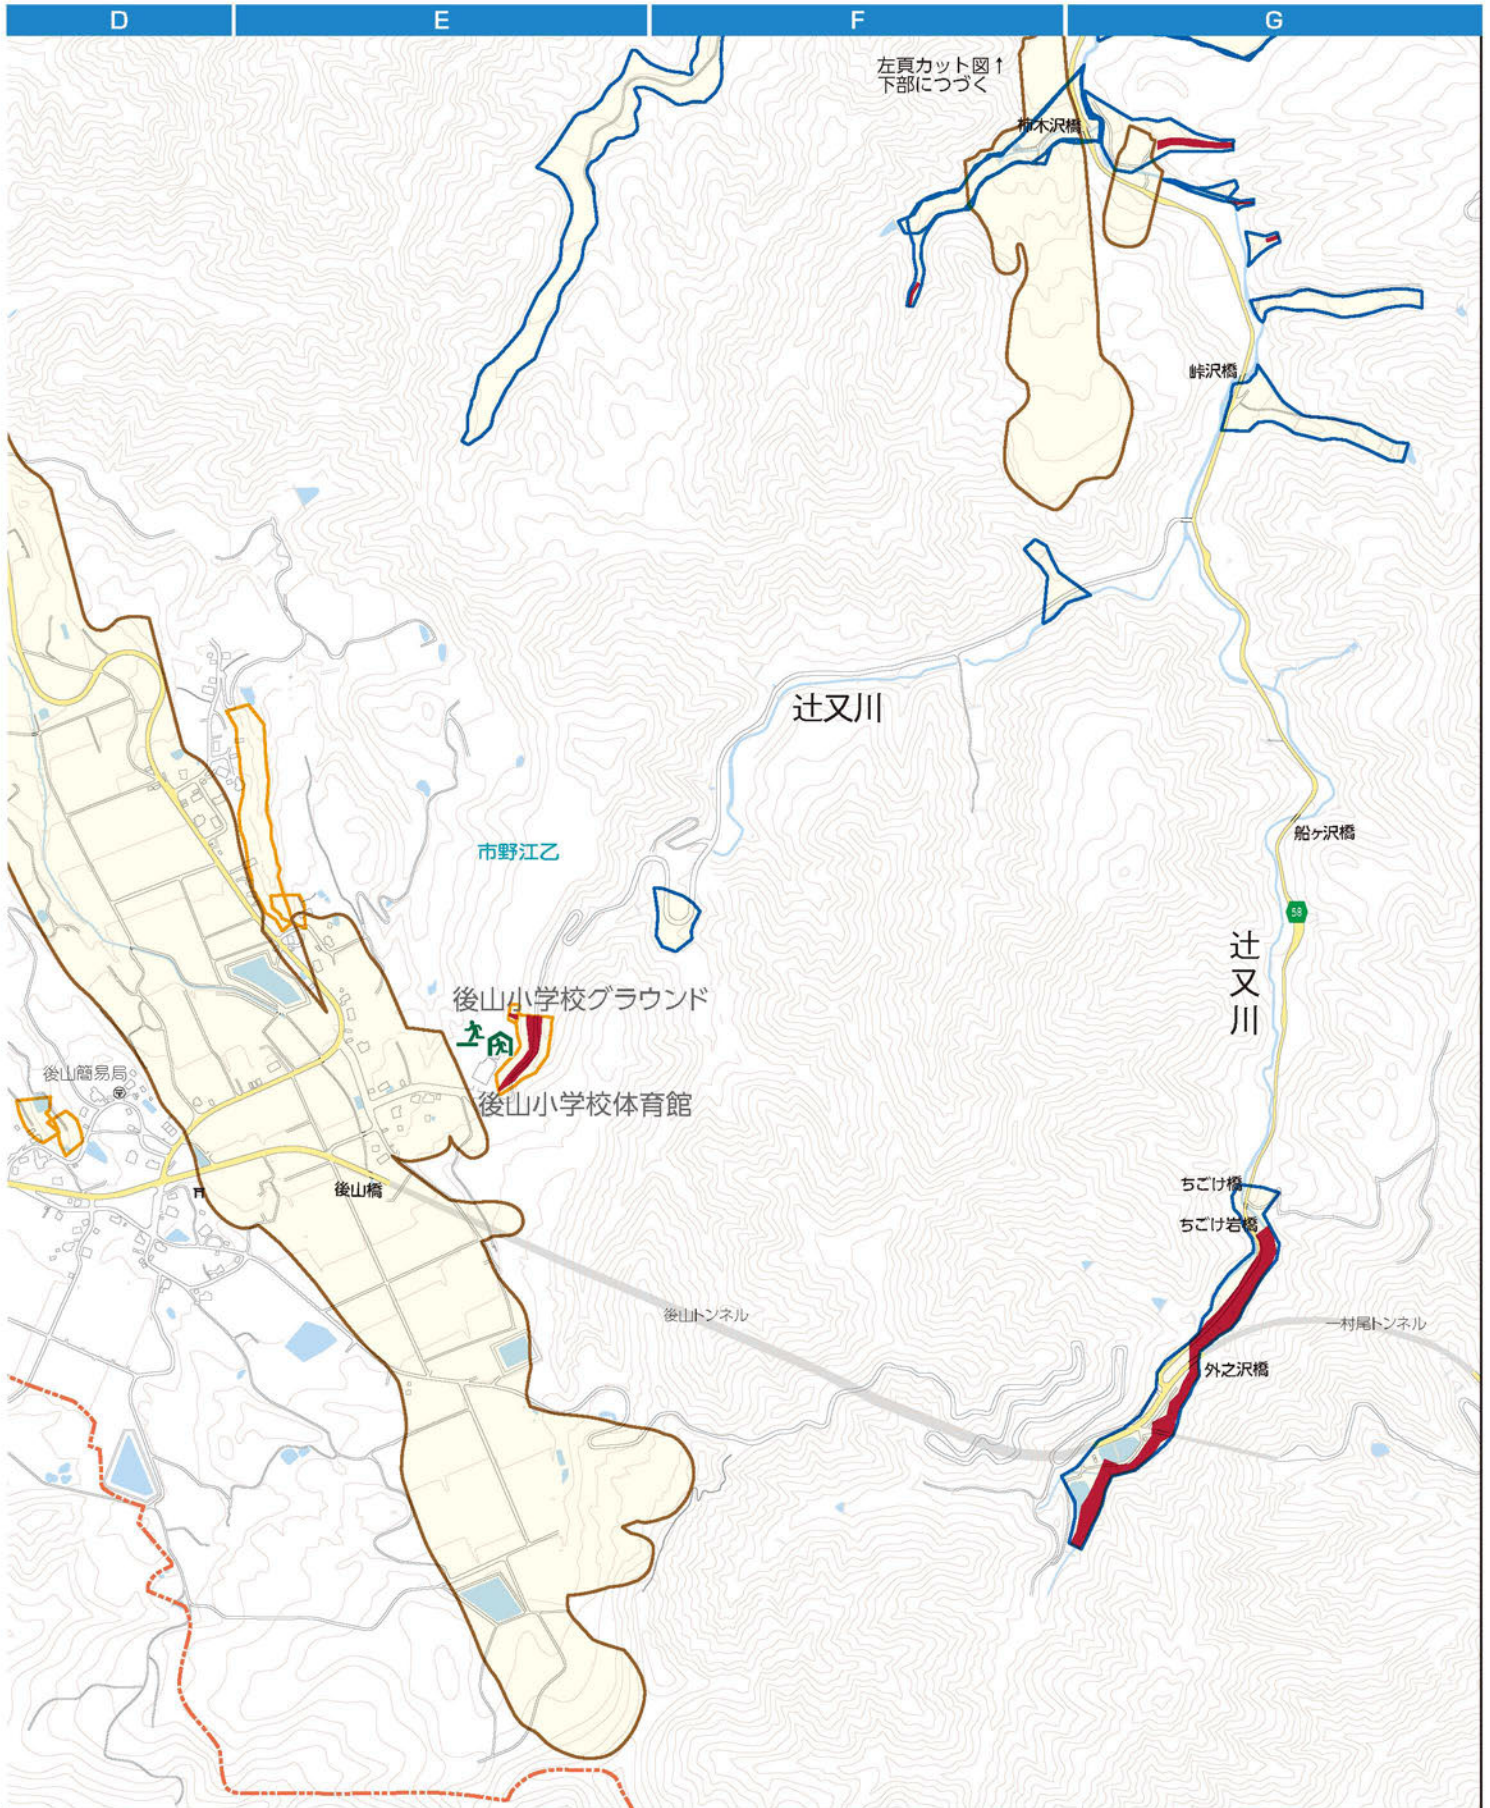 D
E
F
G
左頁カット図↑
下部につづく
柿木沢橋
峠沢橋
辻又川
船ヶ沢橋
市野江乙
58
辻又川
後山小学校グラウンド
後山簡易局
後山小学校体育館
ちごけ橋
後山橋
ちごけ岩橋
後山トンネル
一村尾トンネル
外之沢橋